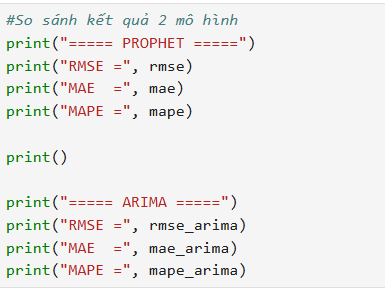 #So sánh kết quả 2 mô hình
print("===== PROPHET =====")
print("RMSE =", rmse)
print("MAE  =", mae)
print("MAPE =", mape)

print()

print("===== ARIMA =====")
print("RMSE =", rmse_arima)
print("MAE  =", mae_arima)
print("MAPE =", mape_arima)